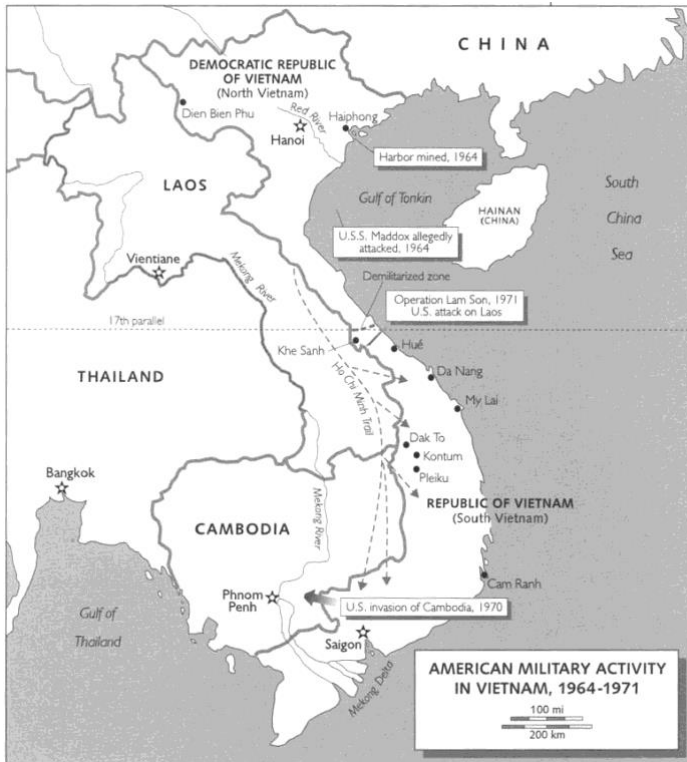 CHINA
DEMOCRATIC REPUBLIC
OF VIETNAM
(North Vietnam)
Dien Bien Phu
Red River
Haiphong
Hanoi
Harbor mined, 1964
LAOS
Gulf of Tonkin
South
China
Sea
HAINAN
(CHINA)
U.S.S. Maddox allegedly
attacked, 1964
Vientiane
Mekong River
Demilitarized zone
Operation Lam Son, 1971
U.S. attack on Laos
17th parallel
Khe Sanh
Hué
THAILAND
Ho Chi Minh Trail
Da Nang
My Lai
Dak To
Kontum
Pleiku
Bangkok
REPUBLIC OF VIETNAM
(South Vietnam)
Mekong River
CAMBODIA
Cam Ranh
Phnom
Penh
U.S. invasion of Cambodia, 1970
Gulf of
Thailand
Saigon
Mekong Delta
AMERICAN MILITARY ACTIVITY
IN VIETNAM, 1964-1971
100 mi
200 km